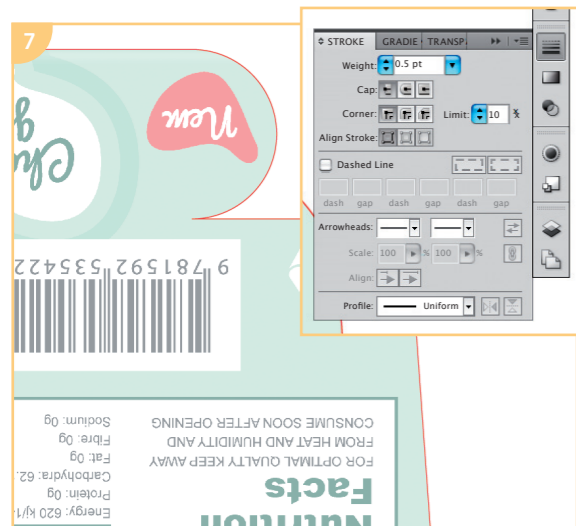 7
STROKE GRADIE TRANSP
Weight: 0.5 pt
Cap:
Corner: Limit: 10 x
Align Stroke:
Dashed Line
dash gap dash gap dash gap
Arrowheads:
Scale: 100 % 100 %
Align:
Profile: Uniform
New
9 781592 535422
Nutrition
Facts
FOR OPTIMAL QUALTY KEEP AWAY
FROM HEAT AND HUMIDITY AND
CONSUME SOON AFTER OPENING
Energy: 620 kj/1
Protein: 0g
Carbohydra: 62.
Fat: 0g
Fibre: 0g
Sodium: 0g